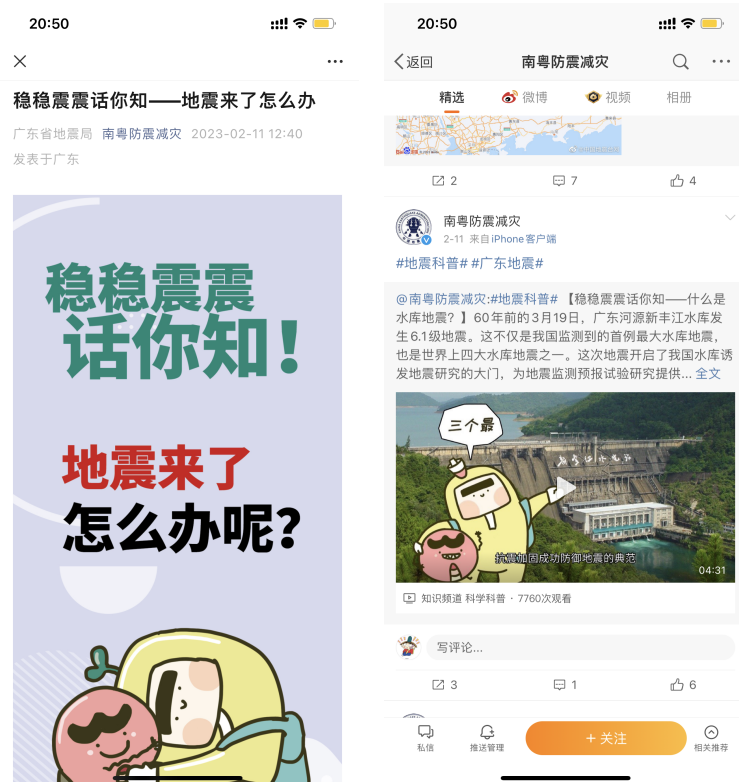 20:50
稳稳震震话你知——地震来了怎么办
广东省地震局 南粤防震减灾 2023-02-11 12:40
发表于广东
稳稳震震
话你知！
地震来了
怎么办呢？
20:50
返回 南粤防震减灾
精选 微博 视频 相册
2 7 4
南粤防震减灾
2-11 来自iPhone客户端
#地震科普# #广东地震#
@南粤防震减灾:#地震科普# 【稳稳震震话你知——什么是
水库地震？】60年前的3月19日，广东河源新丰江水库发
生6.1级地震。这不仅是我国监测到的首例最大水库地震，
也是世界上四大水库地震之一。这次地震开启了我国水库诱
发地震研究的大门，为地震监测预报试验研究提供... 全文
三个最
抗震加固成功防御地震的典范
04:31
知识频道 科学科普 · 7760次观看
写评论...
3 1 6
私信 推送管理 +关注 相关推荐